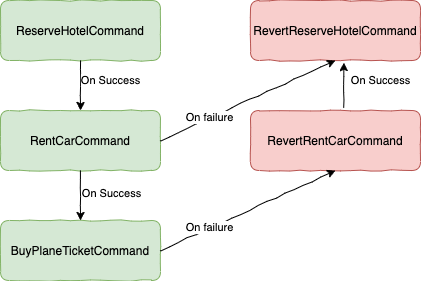 ReserveHotelCommand
RevertReserveHotelCommand
On Success
On Success
RentCarCommand
On failure
RevertRentCarCommand
On Success
BuyPlaneTicketCommand
On failure